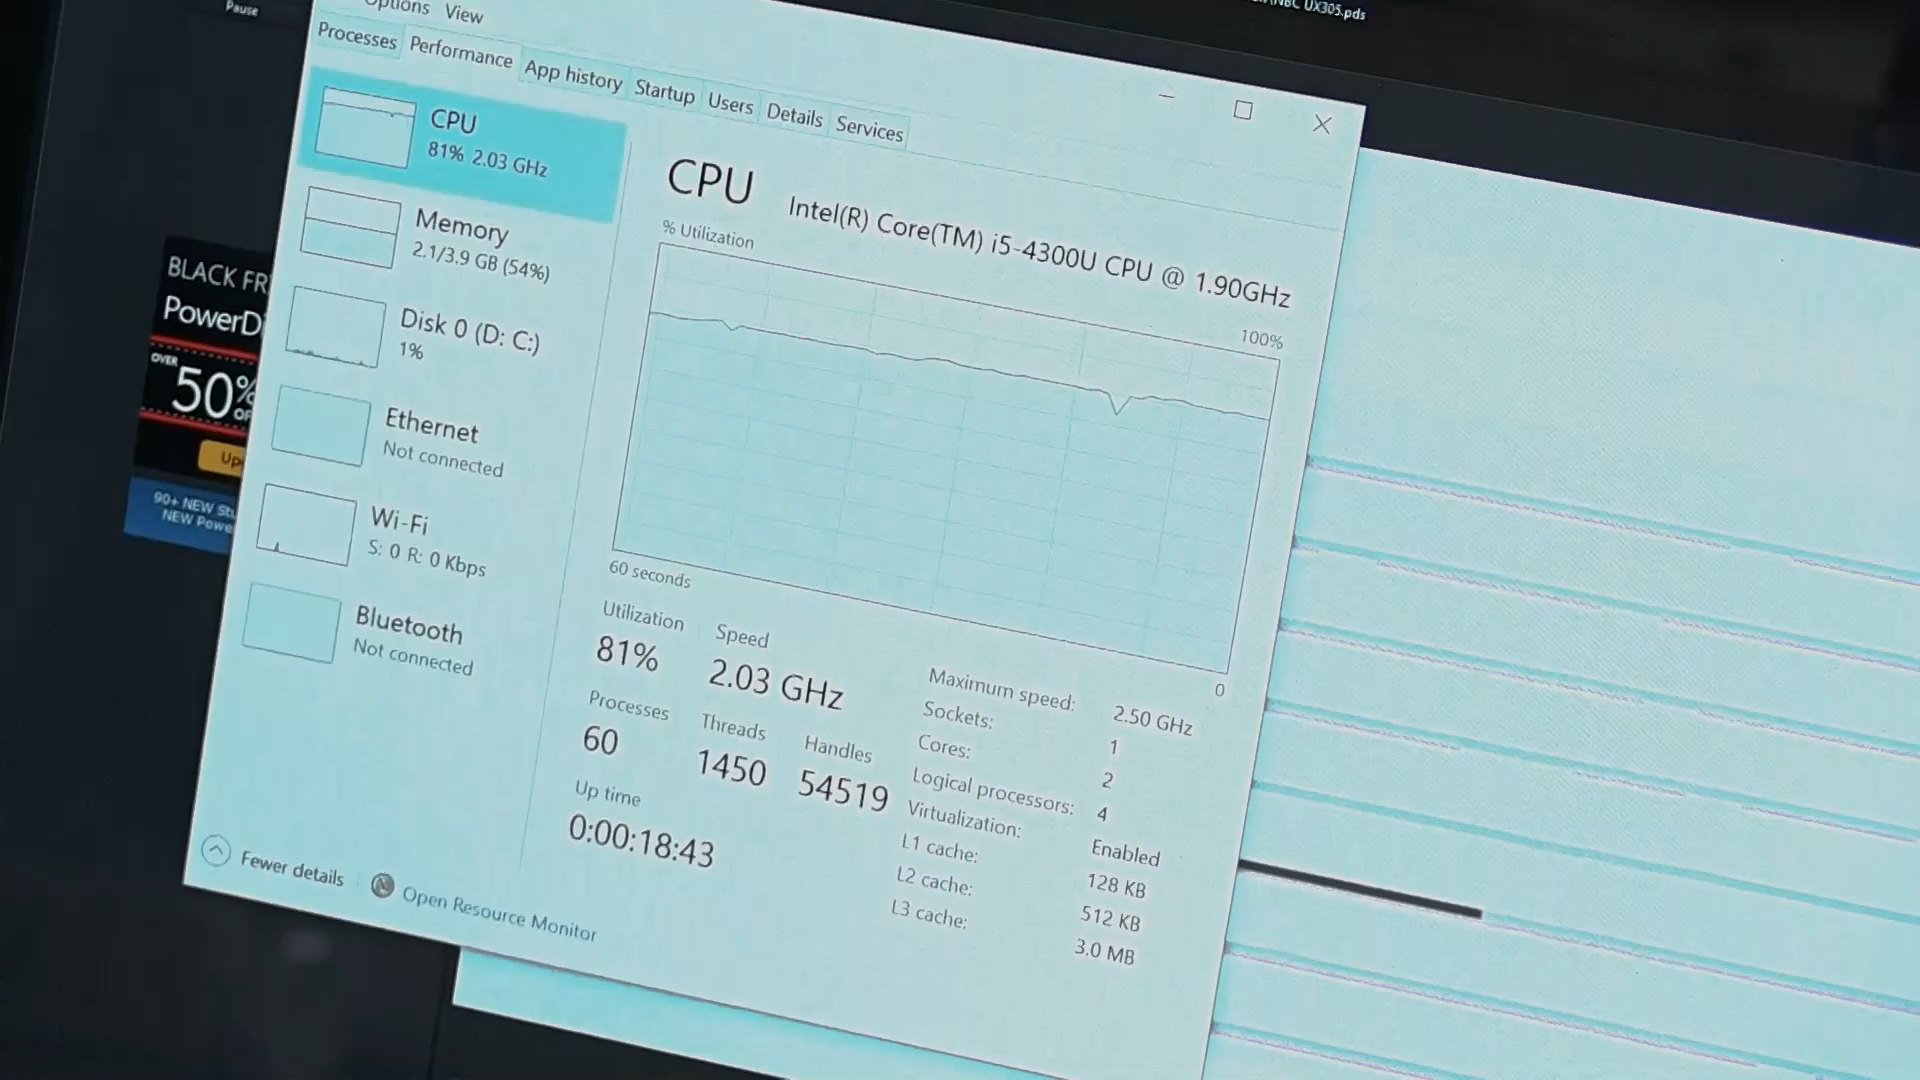 Pause
UX305.pds
Options View
Processes Performance App history Startup Users Details Services
CPU
81% 2.03 GHz
Memory
2.1/3.9 GB (54%)
Disk 0 (D: C:)
1%
Ethernet
Not connected
Wi-Fi
S: 0 R: 0 Kbps
Bluetooth
Not connected
Fewer details
Open Resource Monitor
CPU
Intel(R) Core(TM) i5-4300U CPU @ 1.90GHz
% Utilization
100%
60 seconds
0
Utilization Speed
81% 2.03 GHz
Processes Threads Handles
60 1450 54519
Up time
0:00:18:43
Maximum speed: 2.50 GHz
Sockets: 1
Cores: 2
Logical processors: 4
Virtualization: Enabled
L1 cache: 128 KB
L2 cache: 512 KB
L3 cache: 3.0 MB
BLACK FR
PowerD
OVER
50%
OF
Up
90+ NEW Stu
NEW Powe